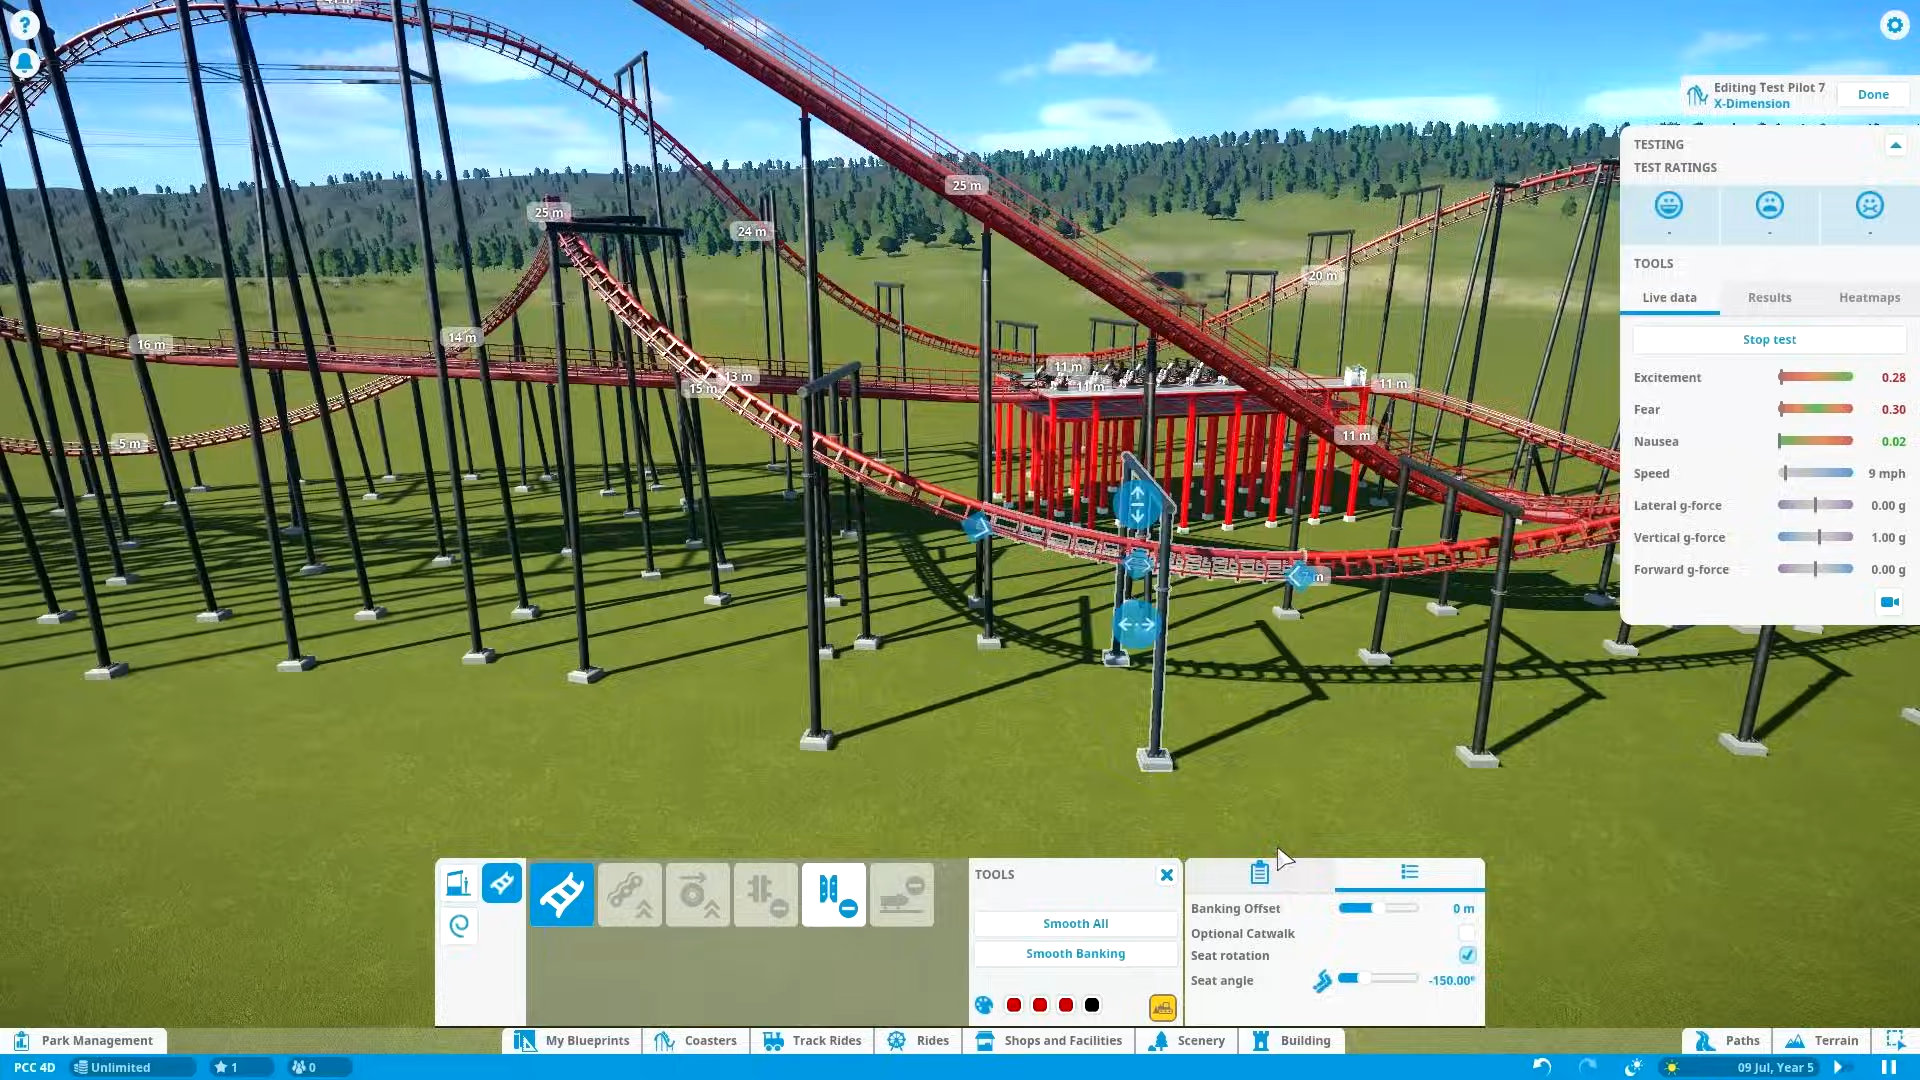 ?
25 m
25 m
24 m
20 m
16 m
14 m
13 m
15 m
11 m
11 m
11 m
11 m
5 m
Editing Test Pilot 7
X-Dimension
Done
TESTING
TEST RATINGS
- - -
TOOLS
Live data Results Heatmaps
Stop test
Excitement 0.28
Fear 0.30
Nausea 0.02
Speed 9 mph
Lateral g-force 0.00 g
Vertical g-force 1.00 g
Forward g-force 0.00 g
TOOLS
Smooth All
Smooth Banking
Banking Offset 0 m
Optional Catwalk
Seat rotation
Seat angle -150.00°
Park Management My Blueprints Coasters Track Rides Rides Shops and Facilities Scenery Building Paths Terrain
PCC 4D Unlimited 1 0 09 Jul, Year 5